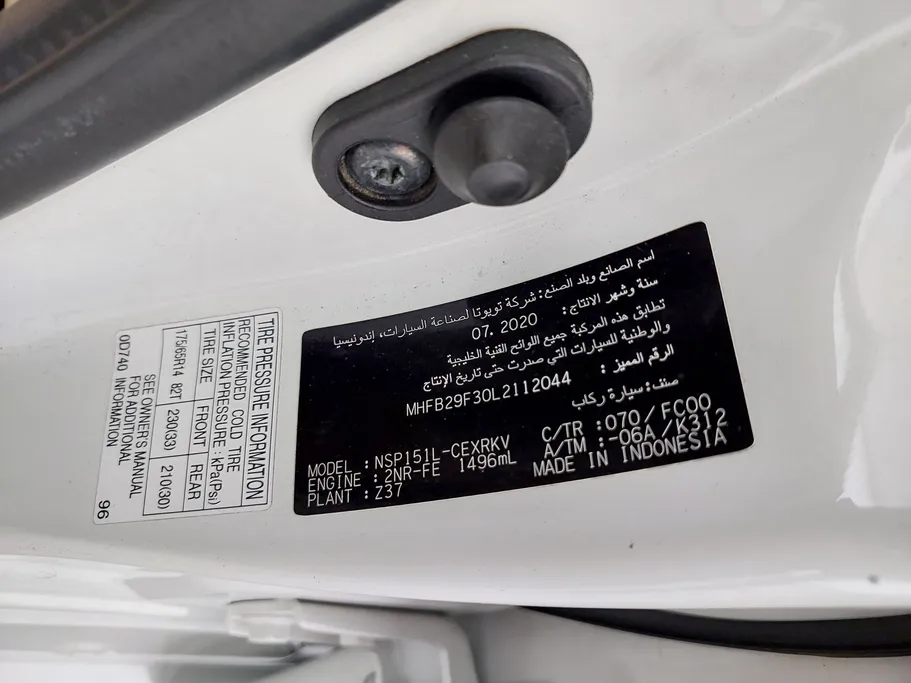 اسم الصانع وبلد الصنع: شركة تويوتا لصناعة السيارات، إندونيسيا
سنة وشهر الانتاج: 07. 2020
تطابق هذه المركبة جميع اللوائح الفنية الخليجية
والوطنية للسيارات التي صدرت حتى تاريخ الإنتاج
الرقم المميز : MHFB29F30L2112044
صنف: سيارة ركاب
MODEL : NSP151L-CEXRKV C/TR : 070 / FC00
ENGINE : 2NR-FE 1496mL A/TM : -06A / K312
PLANT : Z37 MADE IN INDONESIA
TIRE PRESSURE INFORMATION
RECOMMENDED COLD TIRE
INFLATION PRESSURE : kPa(Psi)
TIRE SIZE FRONT REAR
175/65R14 82T 230(33) 210(30)
SEE OWNER'S MANUAL
FOR ADDITIONAL
INFORMATION
0D740 96